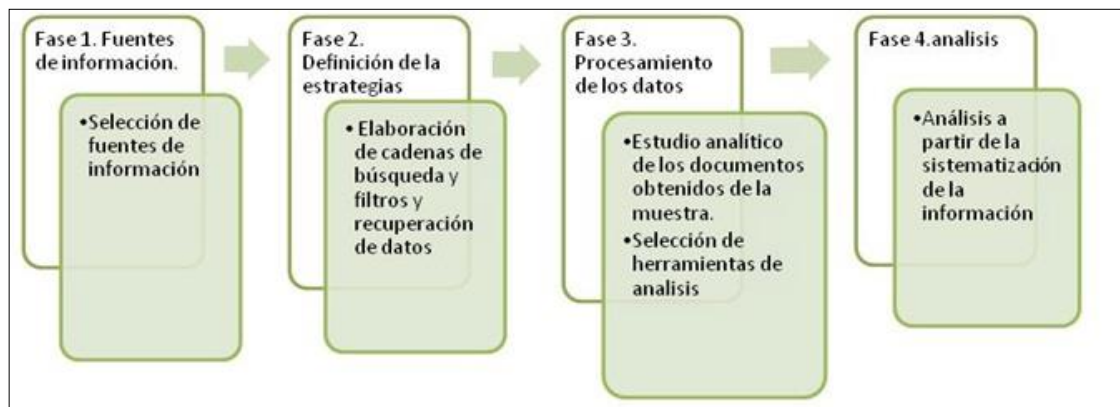 Fase 1. Fuentes
de información.
•Selección de
fuentes de
información
Fase 2.
Definición de la
estrategias
• Elaboración
de cadenas de
búsqueda y
filtros y
recuperación
de datos
Fase 3.
Procesamiento
de los datos
•Estudio analítico
de los documentos
obtenidos de la
muestra.
•Selección de
herramientas de
analisis
Fase 4.analisis
•Análisis a
partir de la
sistematización
de la
información